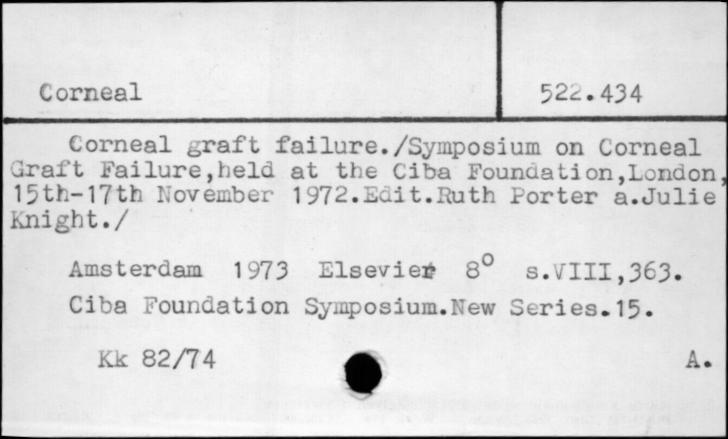 Corneal 522.434
Corneal graft failure./Symposium on Corneal
Graft Failure,held at the Ciba Foundation,London,
15th-17th November 1972.Edit.Ruth Porter a.Julie
Knight./
Amsterdam 1973 Elsevier 8° s.VIII,363.
Ciba Foundation Symposium.New Series.15.
Kk 82/74 A.